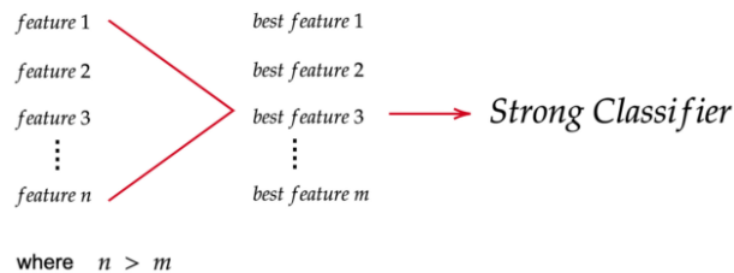 feature 1
feature 2
feature 3
feature n
best feature 1
best feature 2
best feature 3
best feature m
Strong Classifier
where n > m